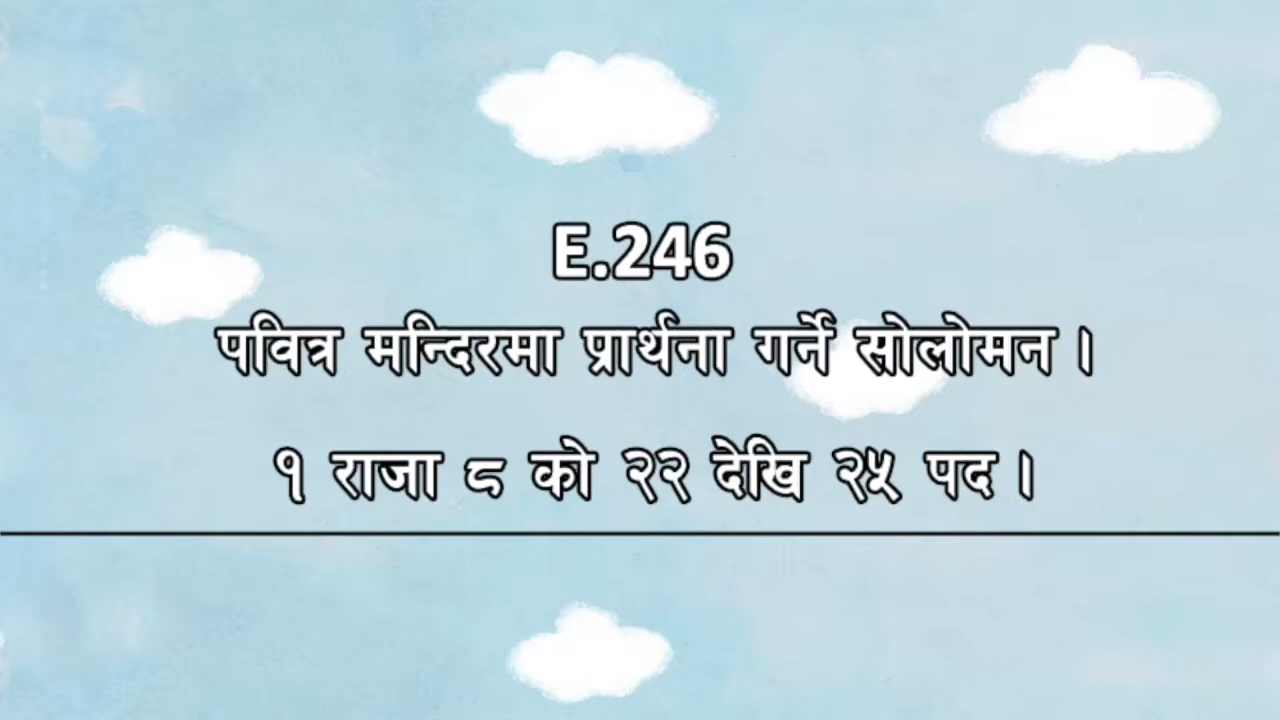 E.246
पवित्र मन्दिरमा प्रार्थना गर्ने सोलोमन ।
१ राजा ८ को २२ देखि २५ पद ।